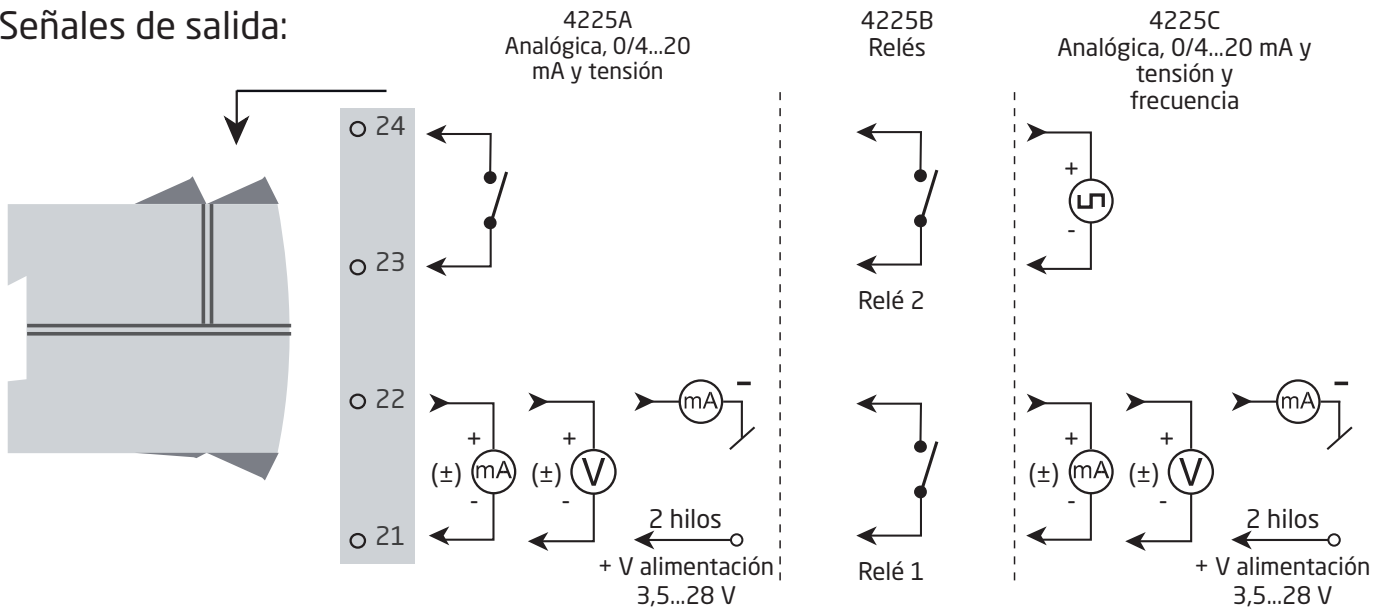 Señales de salida:
4225A
Analógica, 0/4...20
mA y tensión
4225B
Relés
4225C
Analógica, 0/4...20 mA y
tensión y
frecuencia
24
23
22
21
+
-
Relé 2
+
(±) mA
-
+
(±) V
-
mA -
2 hilos
+ V alimentación
3,5...28 V
Relé 1
+
(±) mA
-
+
(±) V
-
mA -
2 hilos
+ V alimentación
3,5...28 V